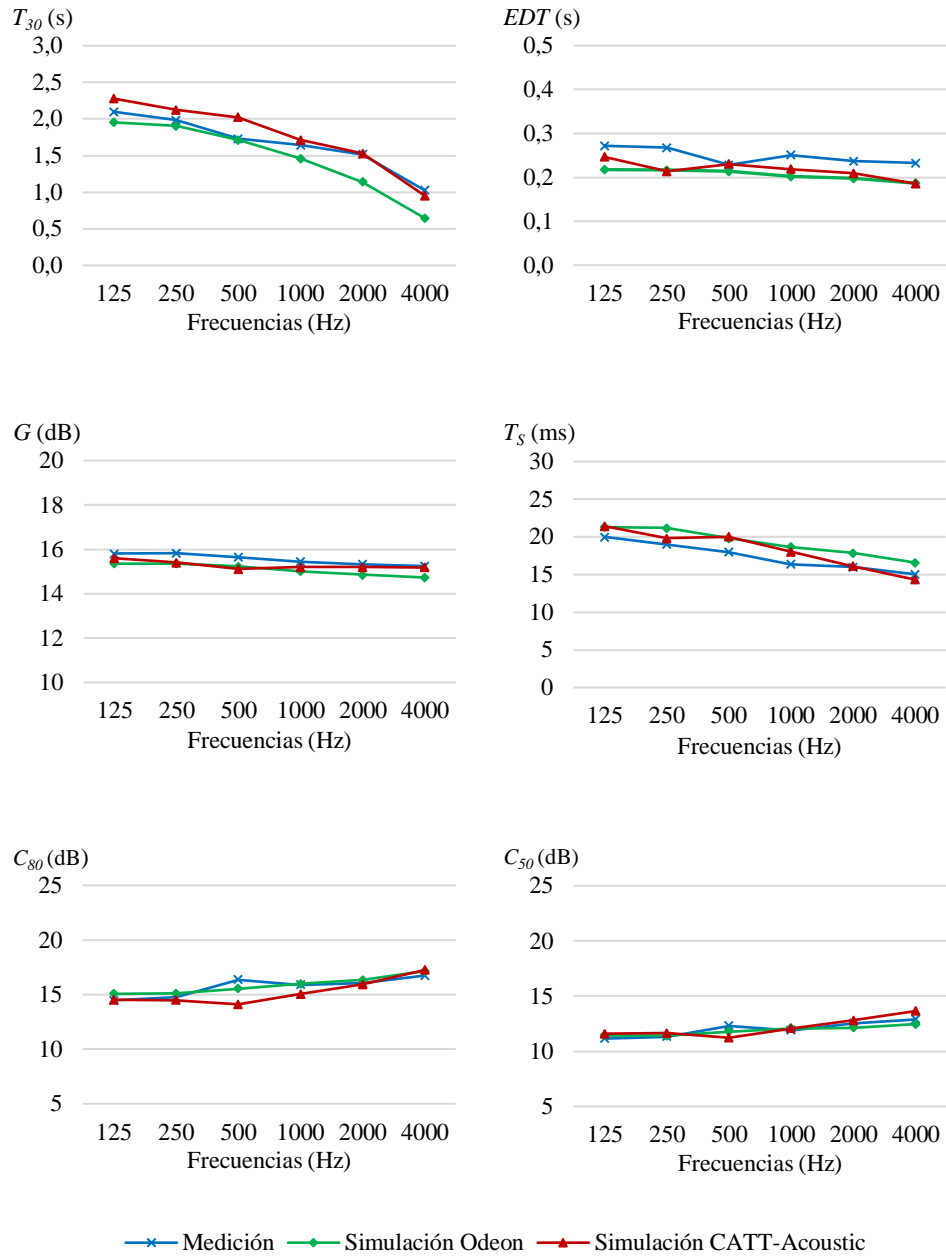 T30 (s)
3,0
2,5
2,0
1,5
1,0
0,5
0,0
125 250 500 1000 2000 4000
Frecuencias (Hz)
EDT (s)
0,5
0,4
0,3
0,2
0,1
0,0
125 250 500 1000 2000 4000
Frecuencias (Hz)
G (dB)
20
18
16
14
12
10
125 250 500 1000 2000 4000
Frecuencias (Hz)
TS (ms)
30
25
20
15
10
5
0
125 250 500 1000 2000 4000
Frecuencias (Hz)
C80 (dB)
25
20
15
10
5
125 250 500 1000 2000 4000
Frecuencias (Hz)
C50 (dB)
25
20
15
10
5
125 250 500 1000 2000 4000
Frecuencias (Hz)
Medición Simulación Odeon Simulación CATT-Acoustic